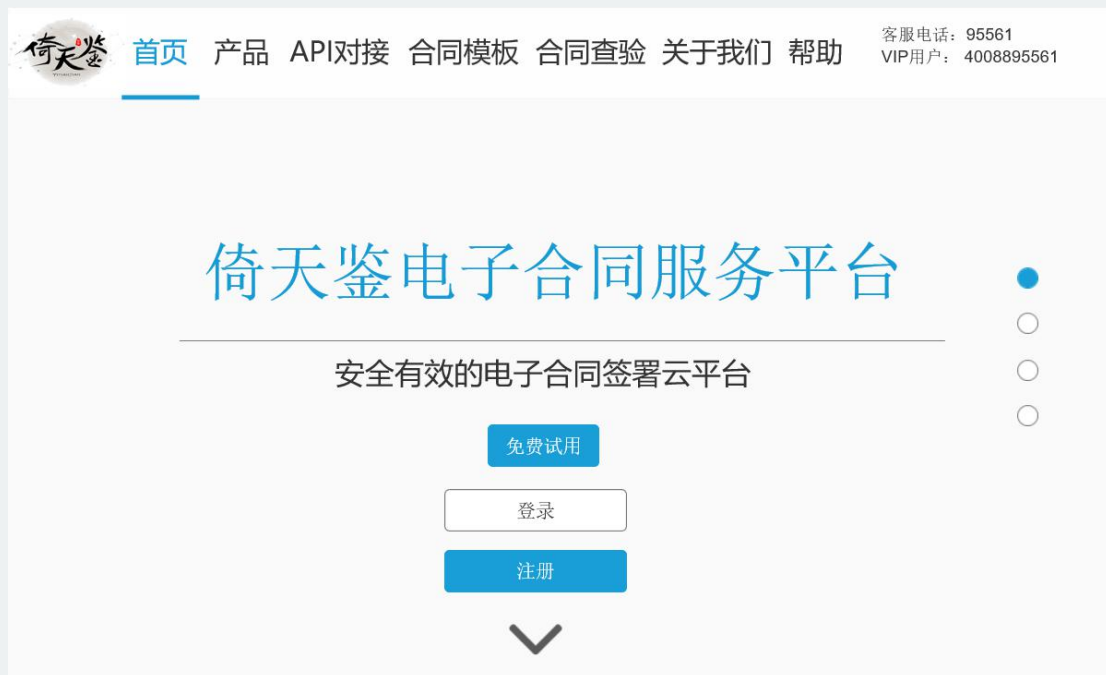 倚天鉴
首页 产品 API对接 合同模板 合同查验 关于我们 帮助
客服电话：95561
VIP用户： 4008895561
倚天鉴电子合同服务平台
安全有效的电子合同签署云平台
免费试用
登录
注册